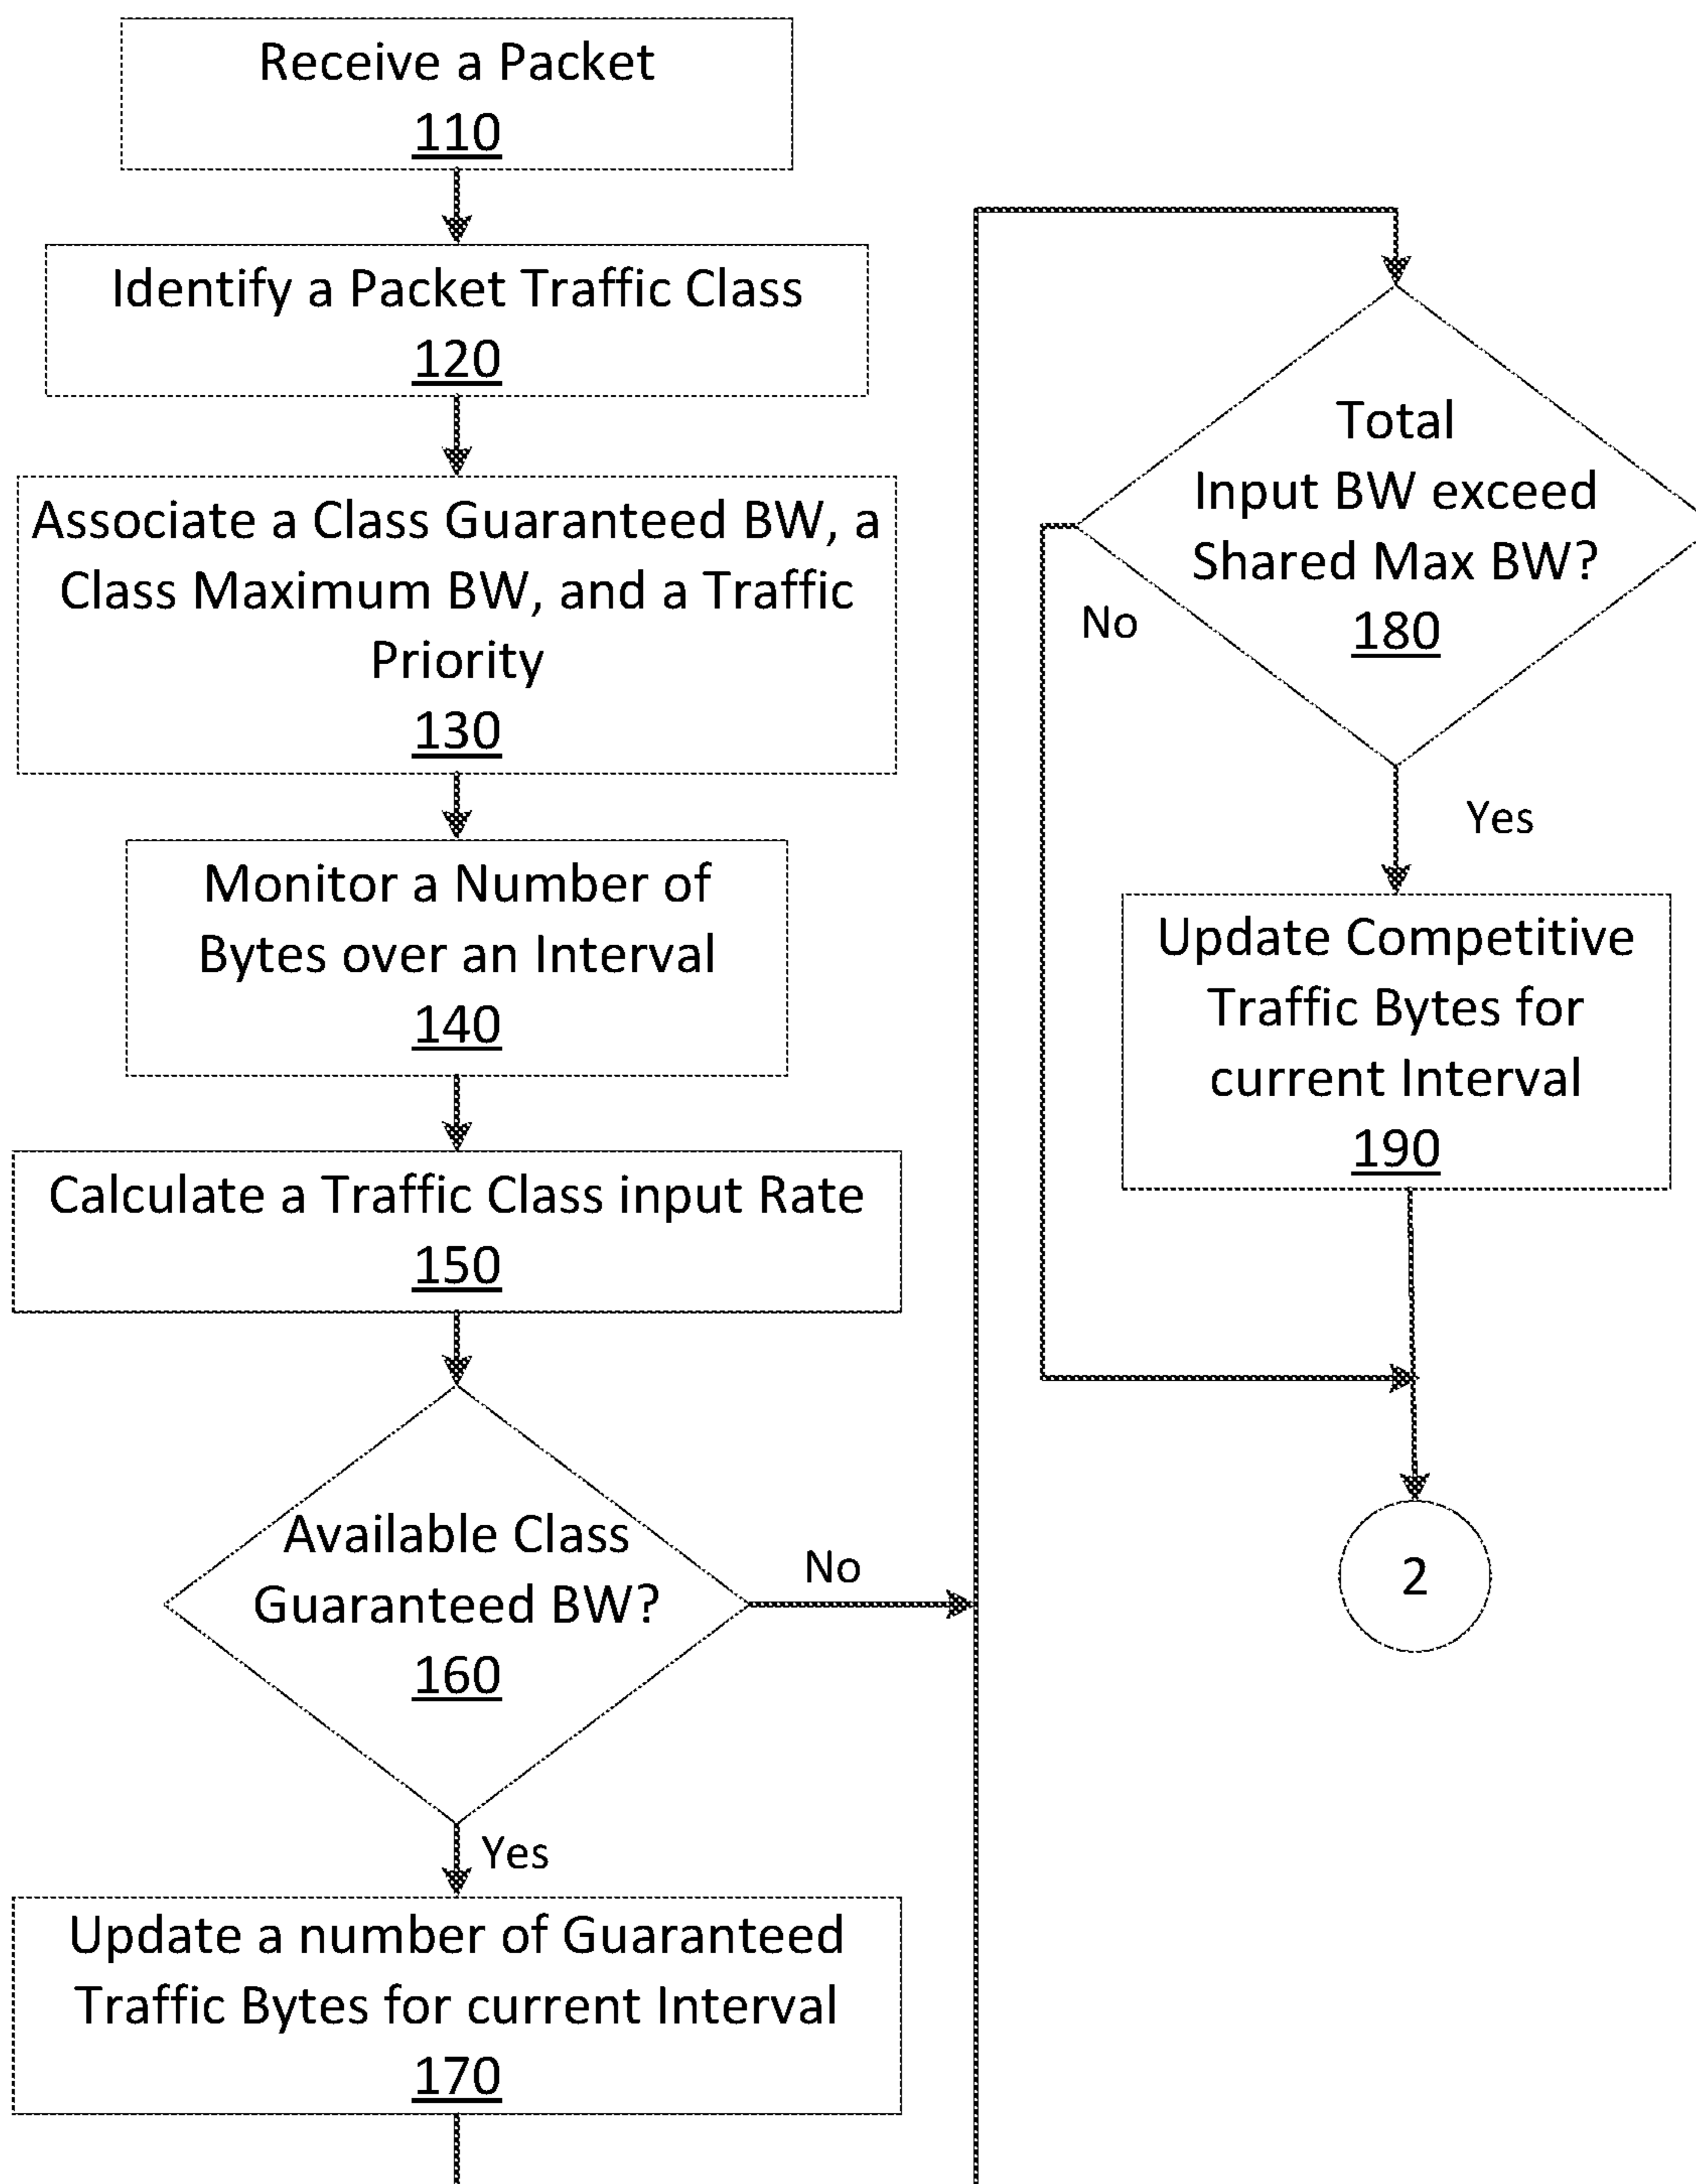 Receive a Packet
110
Identify a Packet Traffic Class
120
Associate a Class Guaranteed BW, a
Class Maximum BW, and a Traffic
Priority
130
Monitor a Number of
Bytes over an Interval
140
Calculate a Traffic Class input Rate
150
Available Class
Guaranteed BW?
160
No
Yes
Update a number of Guaranteed
Traffic Bytes for current Interval
170
Total
Input BW exceed
Shared Max BW?
180
No
Yes
Update Competitive
Traffic Bytes for
current Interval
190
2